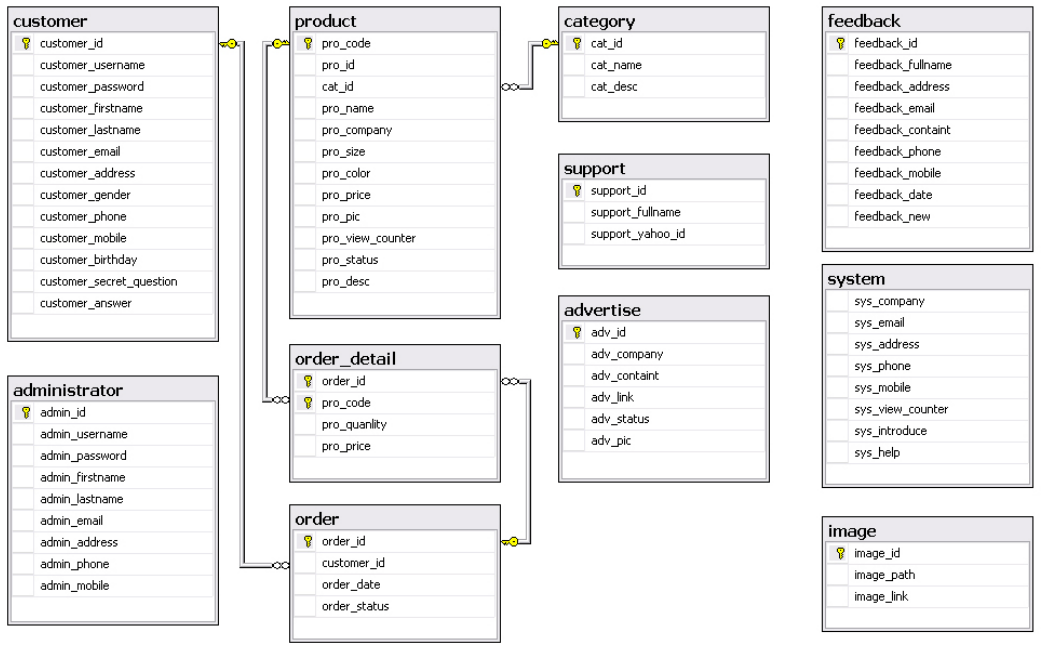 customer
customer_id
customer_username
customer_password
customer_firstname
customer_lastname
customer_email
customer_address
customer_gender
customer_phone
customer_mobile
customer_birthday
customer_secret_question
customer_answer
administrator
admin_id
admin_username
admin_password
admin_firstname
admin_lastname
admin_email
admin_address
admin_phone
admin_mobile
product
pro_code
pro_id
cat_id
pro_name
pro_company
pro_size
pro_color
pro_price
pro_pic
pro_view_counter
pro_status
pro_desc
order_detail
order_id
pro_code
pro_quanlity
pro_price
order
order_id
customer_id
order_date
order_status
category
cat_id
cat_name
cat_desc
support
support_id
support_fullname
support_yahoo_id
advertise
adv_id
adv_company
adv_containt
adv_link
adv_status
adv_pic
feedback
feedback_id
feedback_fullname
feedback_address
feedback_email
feedback_containt
feedback_phone
feedback_mobile
feedback_date
feedback_new
system
sys_company
sys_email
sys_address
sys_phone
sys_mobile
sys_view_counter
sys_introduce
sys_help
image
image_id
image_path
image_link